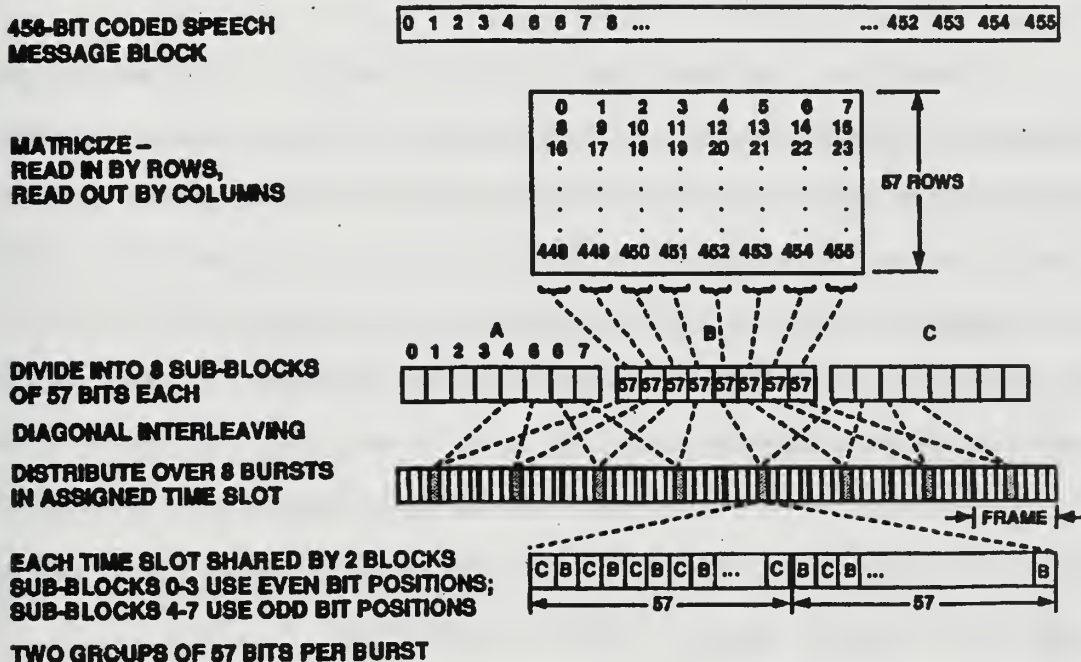 456-BIT CODED SPEECH
MESSAGE BLOCK
0 1 2 3 4 5 6 7 8 ... ... 452 453 454 455
MATRICIZE –
READ IN BY ROWS,
READ OUT BY COLUMNS
0 1 2 3 4 5 6 7
8 9 10 11 12 13 14 15
16 17 18 19 20 21 22 23
. . . . . . . .
. . . . . . . .
. . . . . . . .
. . . . . . . .
448 449 450 451 452 453 454 455
57 ROWS
A B C
0 1 2 3 4 5 6 7
DIVIDE INTO 8 SUB-BLOCKS
OF 57 BITS EACH
57 57 57 57 57 57 57 57
DIAGONAL INTERLEAVING
DISTRIBUTE OVER 8 BURSTS
IN ASSIGNED TIME SLOT
FRAME
EACH TIME SLOT SHARED BY 2 BLOCKS
SUB-BLOCKS 0-3 USE EVEN BIT POSITIONS;
SUB-BLOCKS 4-7 USE ODD BIT POSITIONS
C B C B C B C B ... C B C B ... B
57 57
TWO GROUPS OF 57 BITS PER BURST